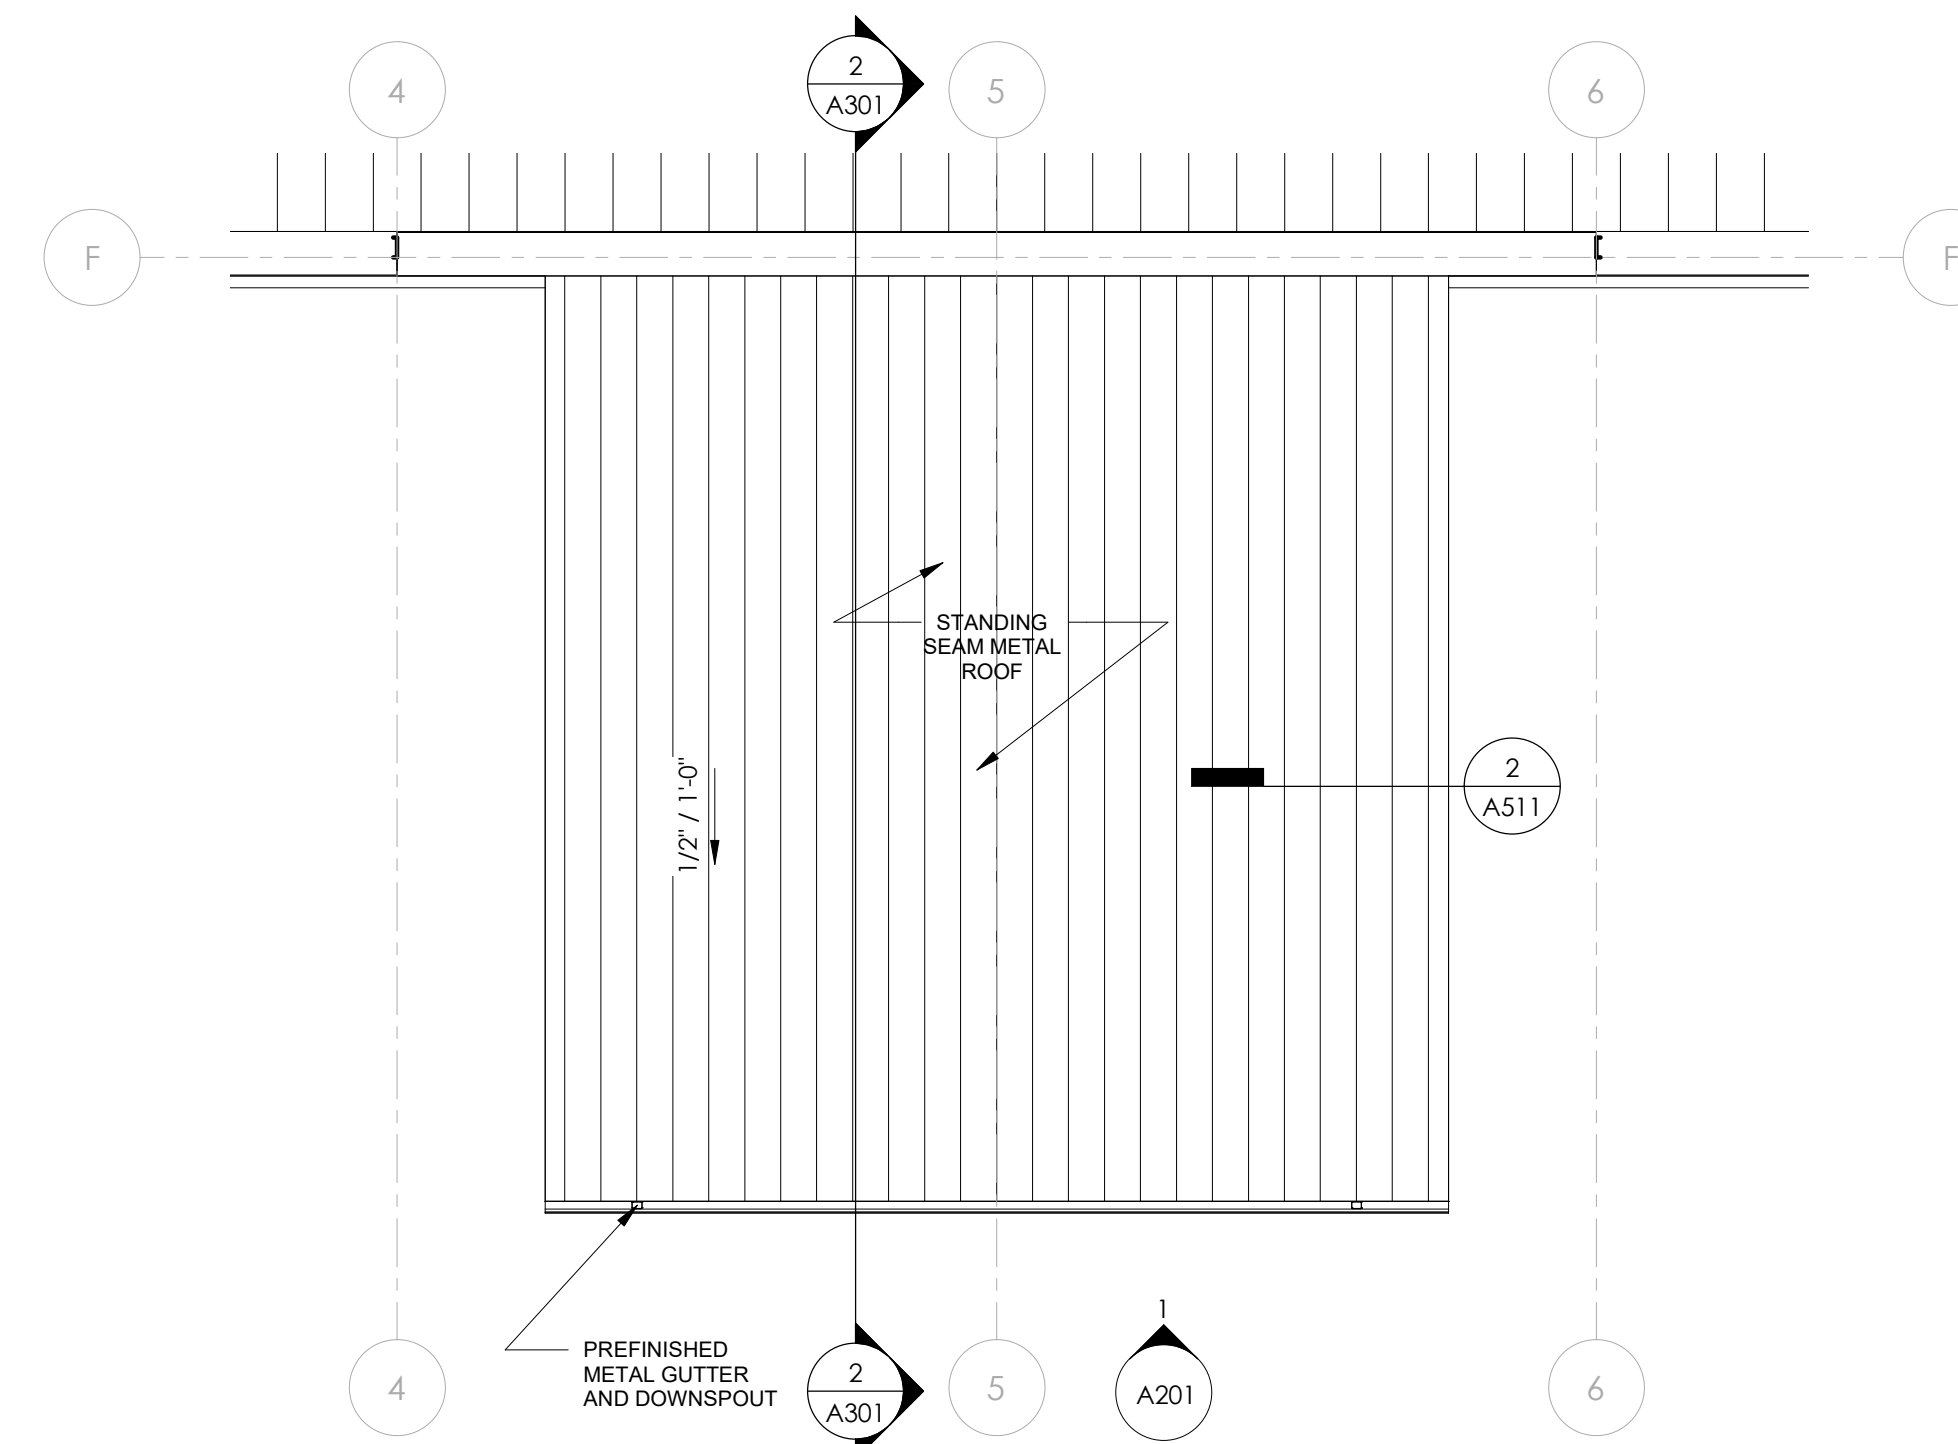 2
A301
4
5
6
F
F
STANDING
SEAM METAL
ROOF
1/2" / 1'-0"
2
A511
1
PREFINISHED
METAL GUTTER
AND DOWNSPOUT
2
A301
4
5
A201
6